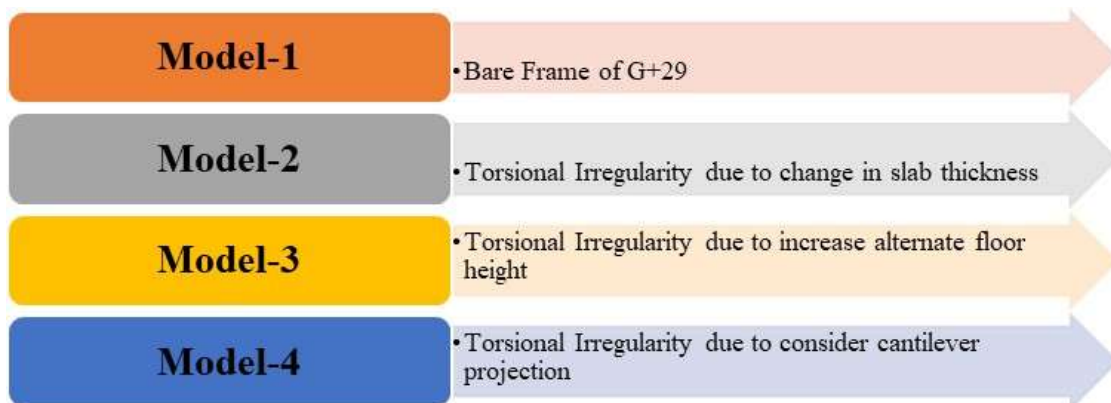 Model-1
•Bare Frame of G+29
Model-2
•Torsional Irregularity due to change in slab thickness
Model-3
•Torsional Irregularity due to increase alternate floor
height
Model-4
•Torsional Irregularity due to consider cantilever
projection